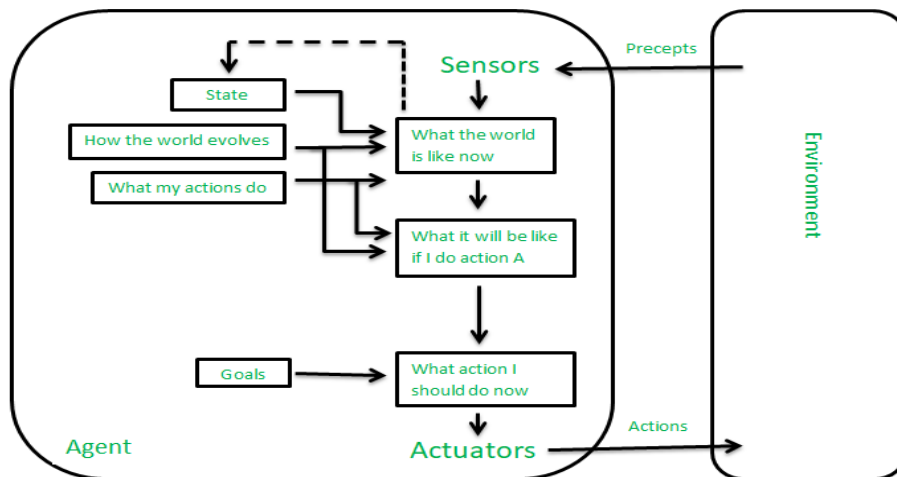 Precepts
Sensors
State
How the world evolves
What the world
is like now
What my actions do
What it will be like
if I do action A
Environment
Goals
What action I
should do now
Agent
Actuators
Actions